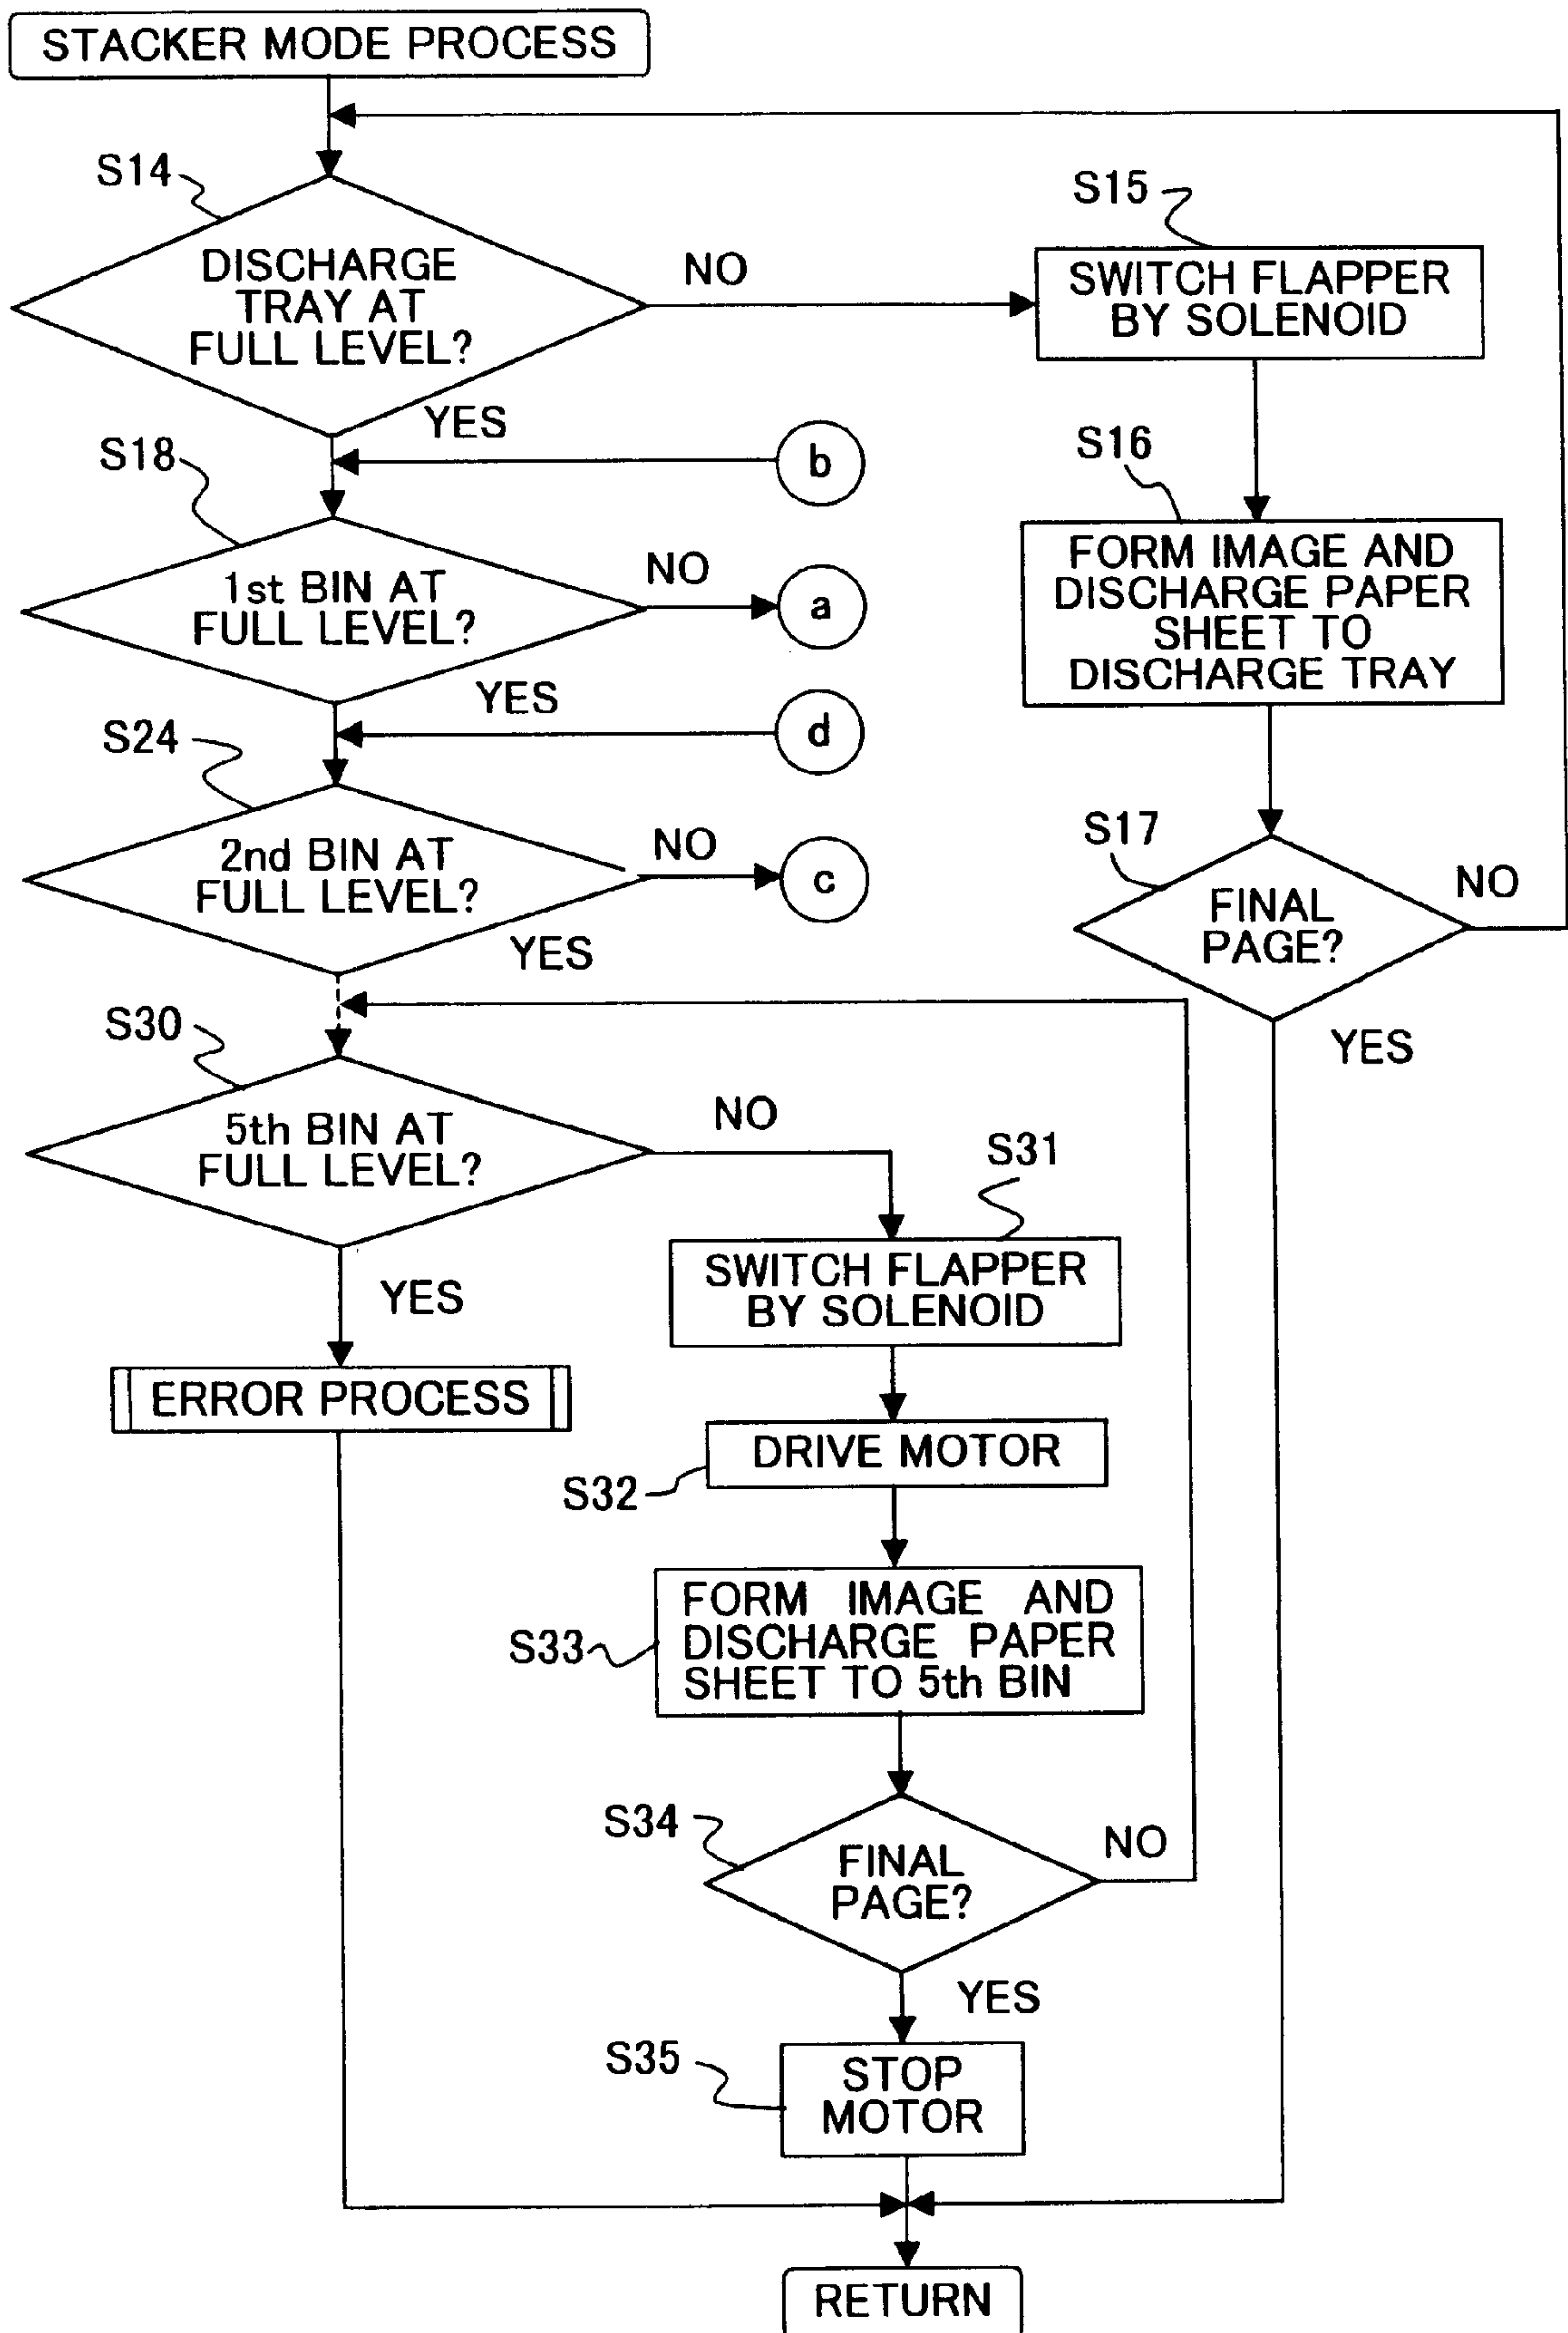 STACKER MODE PROCESS
S14
DISCHARGE
TRAY AT
FULL LEVEL?
NO
YES
S15
SWITCH FLAPPER
BY SOLENOID
S16
FORM IMAGE AND
DISCHARGE PAPER
SHEET TO
DISCHARGE TRAY
S17
FINAL
PAGE?
NO
YES
b
S18
1st BIN AT
FULL LEVEL?
NO
a
YES
d
S24
2nd BIN AT
FULL LEVEL?
NO
c
YES
S30
5th BIN AT
FULL LEVEL?
NO
YES
ERROR PROCESS
S31
SWITCH FLAPPER
BY SOLENOID
DRIVE MOTOR
S32
FORM IMAGE AND
DISCHARGE PAPER
SHEET TO 5th BIN
S33
S34
FINAL
PAGE?
NO
YES
S35
STOP
MOTOR
RETURN